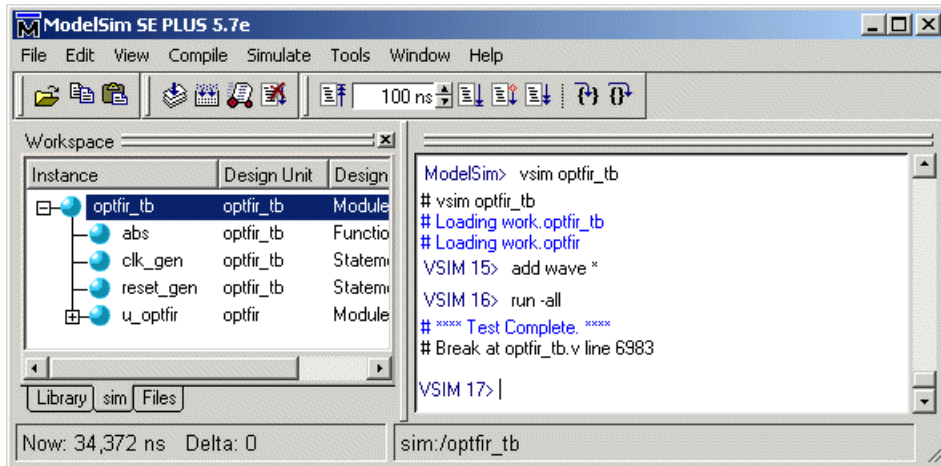 ModelSim SE PLUS 5.7e
File Edit View Compile Simulate Tools Window Help
100 ns
Workspace
Instance Design Unit Design
optfir_tb optfir_tb Module
abs optfir_tb Functio
clk_gen optfir_tb Statem
reset_gen optfir_tb Statem
u_optfir optfir Module
Library sim Files
ModelSim> vsim optfir_tb
# vsim optfir_tb
# Loading work.optfir_tb
# Loading work.optfir
VSIM 15> add wave *
VSIM 16> run -all
# **** Test Complete. ****
# Break at optfir_tb.v line 6983
VSIM 17>
Now: 34,372 ns Delta: 0
sim:/optfir_tb